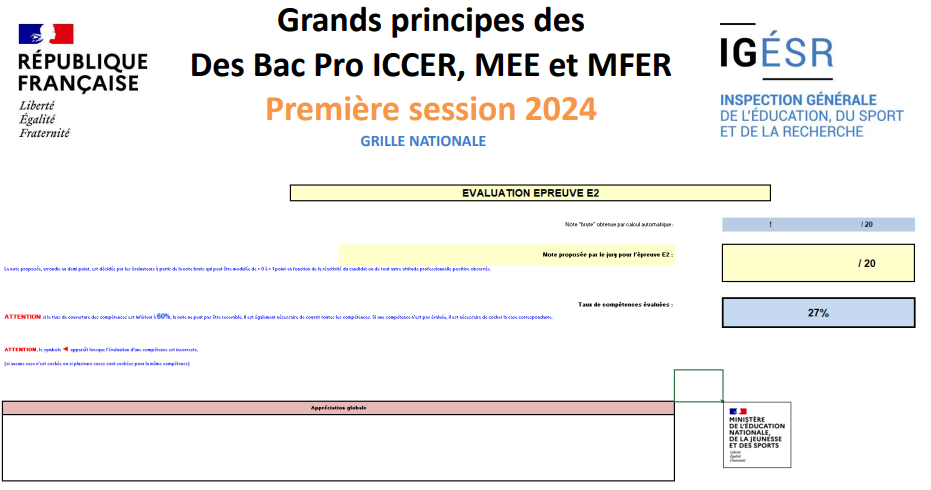 Grands principes des
Des Bac Pro ICCER, MEE et MFER
Première session 2024
GRILLE NATIONALE
RÉPUBLIQUE
FRANÇAISE
Liberté
Égalité
Fraternité
IGÉSR
INSPECTION GÉNÉRALE
DE L'ÉDUCATION, DU SPORT
ET DE LA RECHERCHE
EVALUATION EPREUVE E2
Note "brute" obtenue par calcul automatique : ! / 20
Note proposée par le jury pour l'épreuve E2 : / 20
La note proposée, arrondie au demi point, est décidée par les évaluateurs à partir de la note brute qui peut être modulée de + 0 à + 1 point en fonction de la réactivité du candidat ou de tout autre attitude professionnelle positive observée.
Taux de compétences évaluées : 27%
ATTENTION si le taux de couverture des compétences est inférieur à 60%, la note ne peut pas être recevable. Il est également nécessaire de couvrir toutes les compétences. Si une compétence n'est pas évaluée, il est nécessaire de cocher la case correspondante.
ATTENTION, le symbole ◄ apparaît lorsque l'évaluation d'une compétence est incorrecte.
(si aucune case n'est cochée ou si plusieurs cases sont cochées pour la même compétence)
Appréciation globale
MINISTÈRE
DE L'ÉDUCATION
NATIONALE,
DE LA JEUNESSE
ET DES SPORTS
Liberté
Égalité
Fraternité